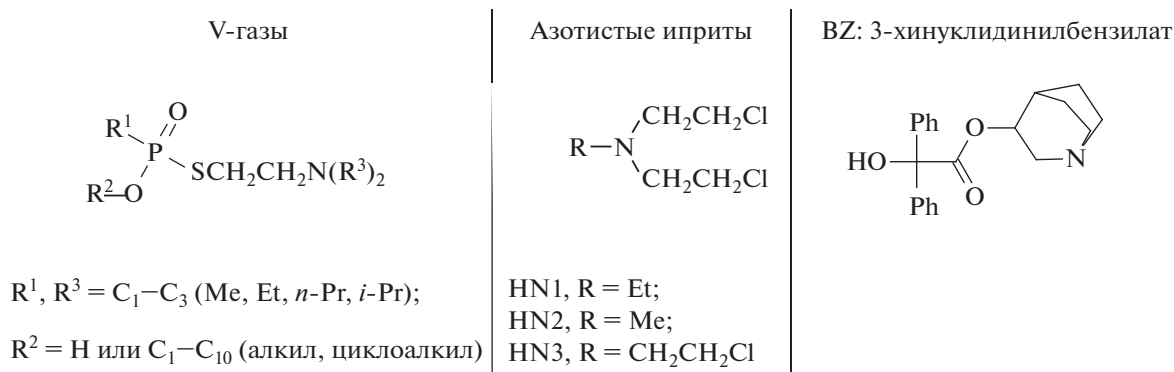 V-газы
Азотистые иприты
BZ: 3-хинуклидинилбензилат
R¹
O
P
R²
O
SCH₂CH₂N(R³)₂
CH₂CH₂Cl
R
N
CH₂CH₂Cl
Ph
O
HO
N
O
Ph
R¹, R³ = C₁–C₃ (Me, Et, n-Pr, i-Pr);
R² = H или C₁–C₁₀ (алкил, циклоалкил)
HN1, R = Et;
HN2, R = Me;
HN3, R = CH₂CH₂Cl